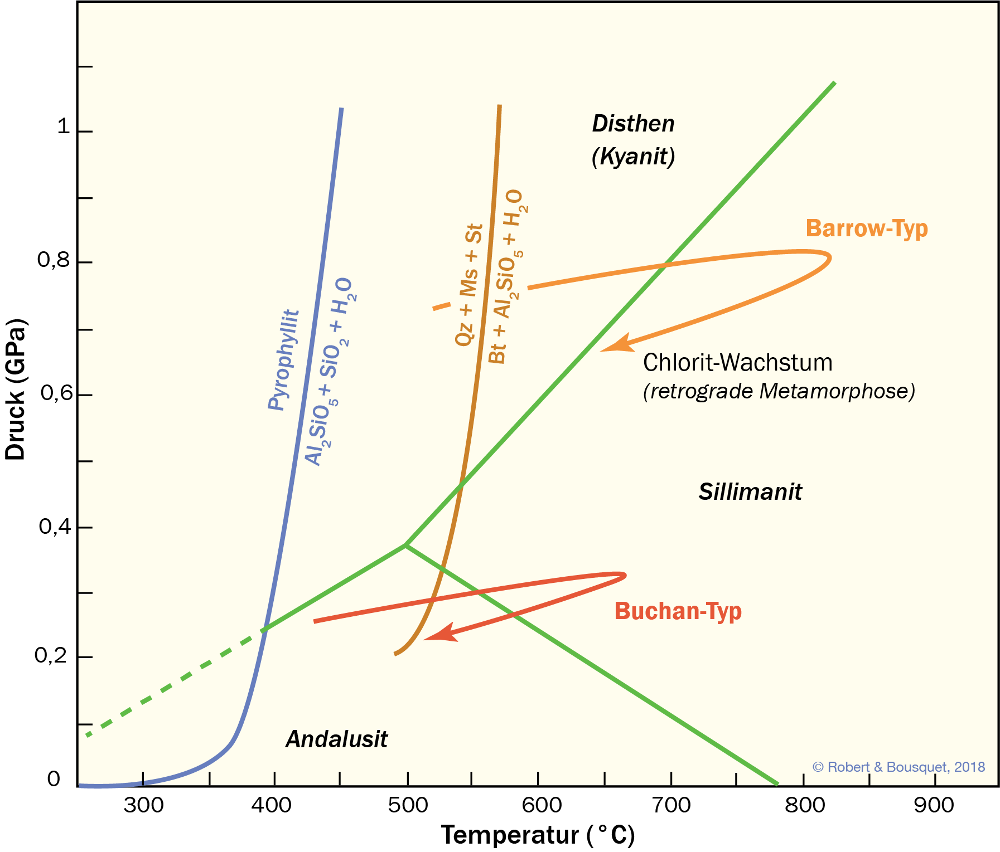 Disthen
(Kyanit)
Barrow-Typ
Chlorit-Wachstum
(retrograde Metamorphose)
Sillimanit
Buchan-Typ
Andalusit
Pyrophyllit
Al2SiO5 + SiO2 + H2O
Qz + Ms + St
Bt + Al2SiO5 + H2O
Druck (GPa)
1
0,8
0,6
0,4
0,2
0
300 400 500 600 700 800 900
Temperatur (°C)
© Robert & Bousquet, 2018